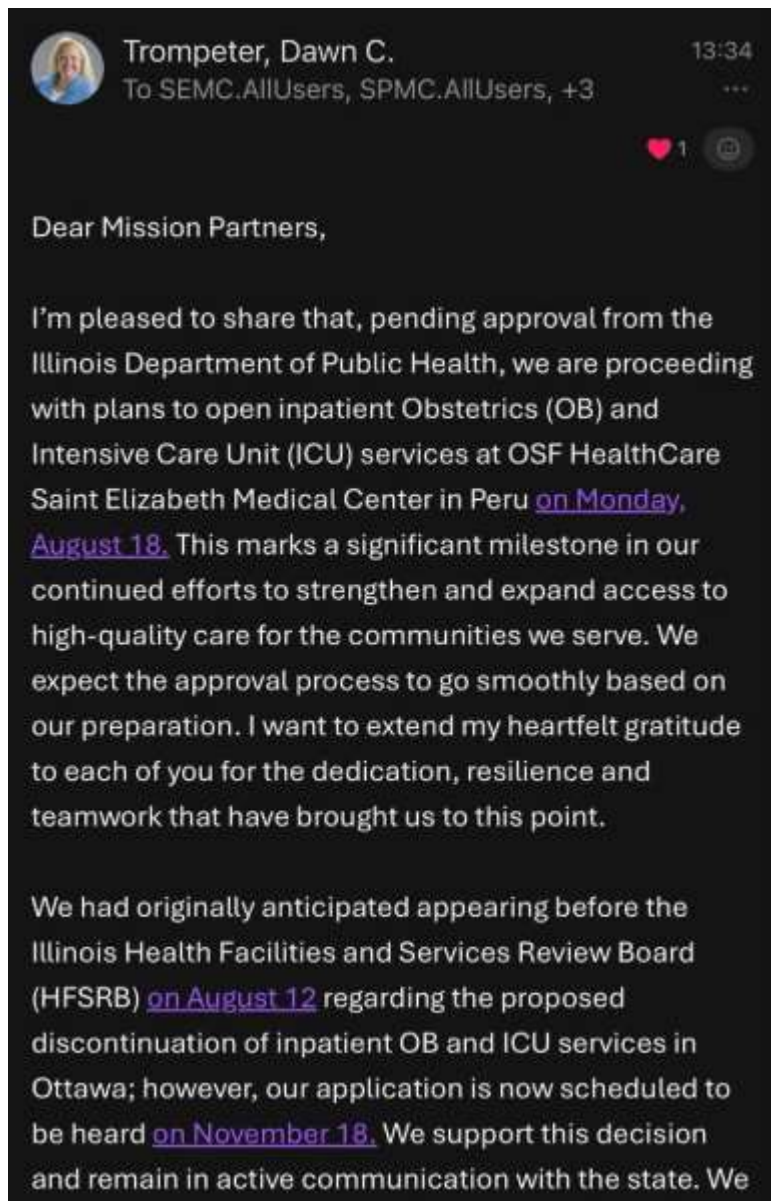 Trompeter, Dawn C.
13:34
To SEMC.AllUsers, SPMC.AllUsers, +3
1
Dear Mission Partners,
I'm pleased to share that, pending approval from the
Illinois Department of Public Health, we are proceeding
with plans to open inpatient Obstetrics (OB) and
Intensive Care Unit (ICU) services at OSF HealthCare
Saint Elizabeth Medical Center in Peru on Monday,
August 18. This marks a significant milestone in our
continued efforts to strengthen and expand access to
high-quality care for the communities we serve. We
expect the approval process to go smoothly based on
our preparation. I want to extend my heartfelt gratitude
to each of you for the dedication, resilience and
teamwork that have brought us to this point.
We had originally anticipated appearing before the
Illinois Health Facilities and Services Review Board
(HFSRB) on August 12 regarding the proposed
discontinuation of inpatient OB and ICU services in
Ottawa; however, our application is now scheduled to
be heard on November 18. We support this decision
and remain in active communication with the state. We